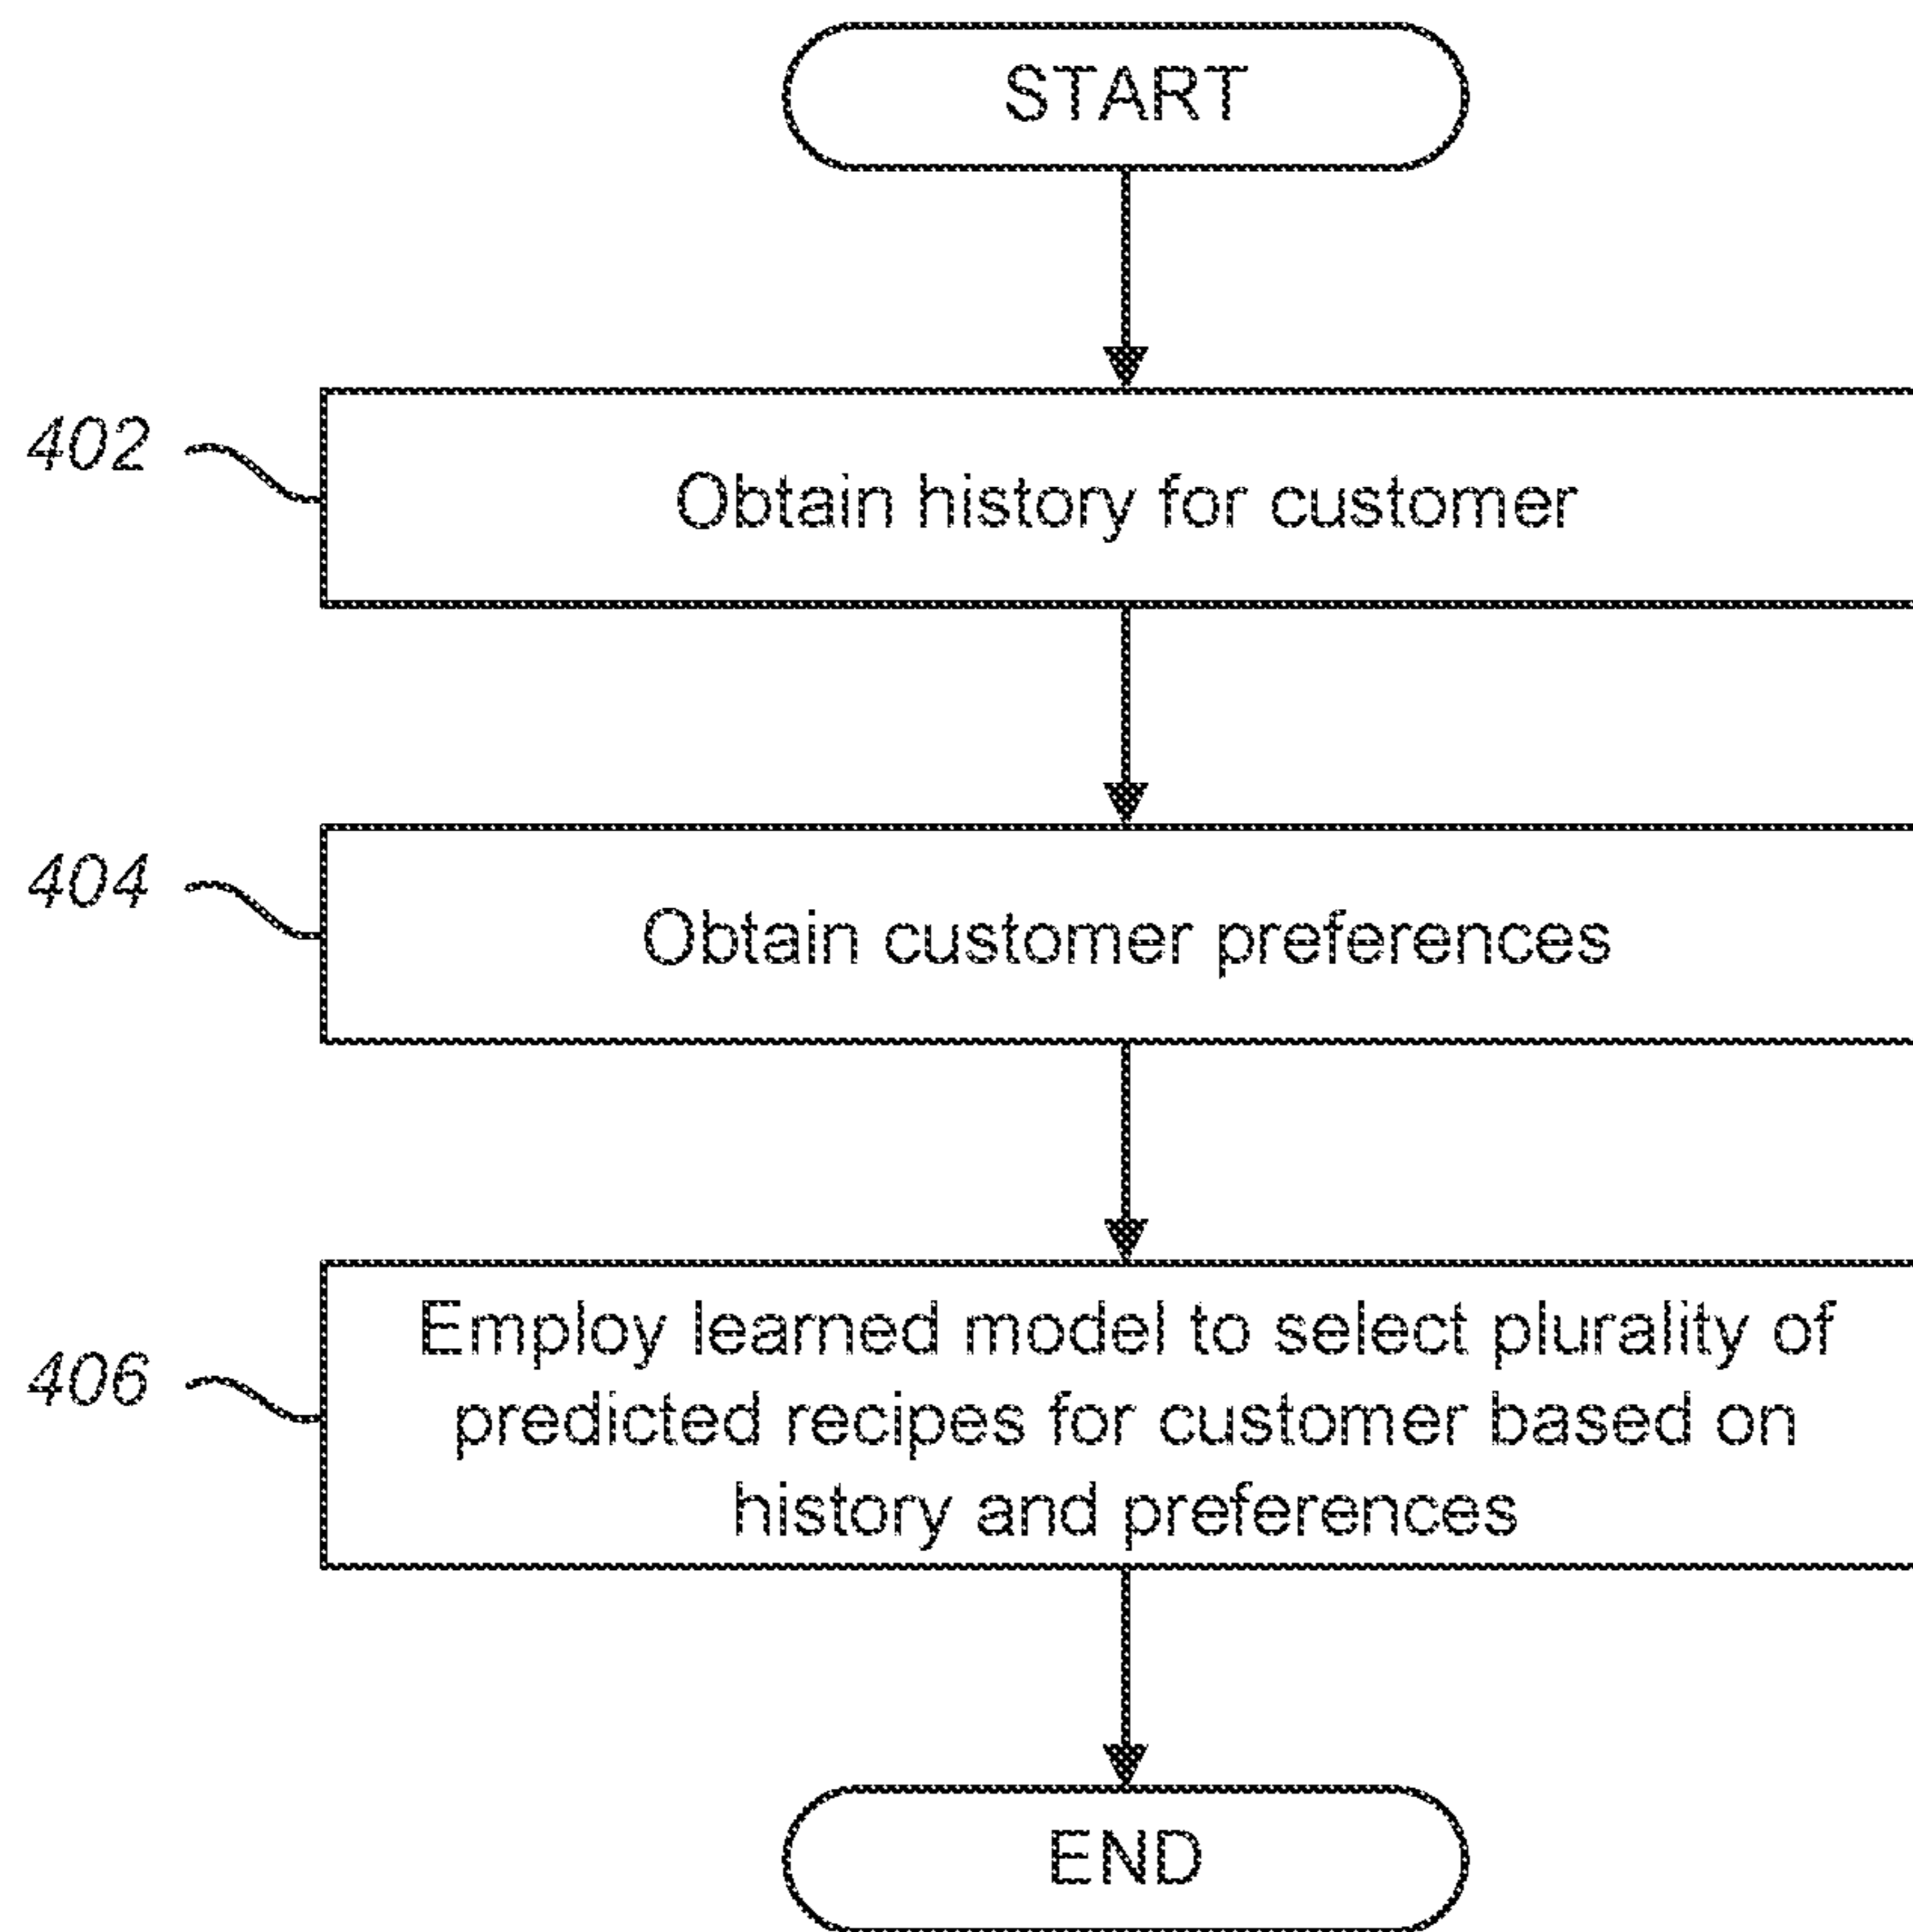 START
402
Obtain history for customer
404
Obtain customer preferences
406
Employ learned model to select plurality of
predicted recipes for customer based on
history and preferences
END